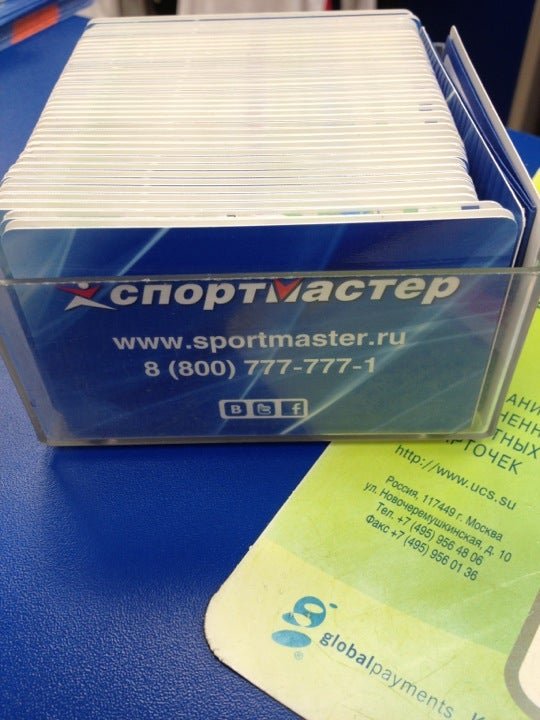 спортмастер
www.sportmaster.ru
8 (800) 777-777-1
B f
КАРТОЧЕК
http://www.ucs.su
Россия, 117449 г. Москва
ул. Новочеремушкинская, д. 10
Тел. +7 (495) 956 48 06
Факс +7 (495) 956 01 36
globalpayments